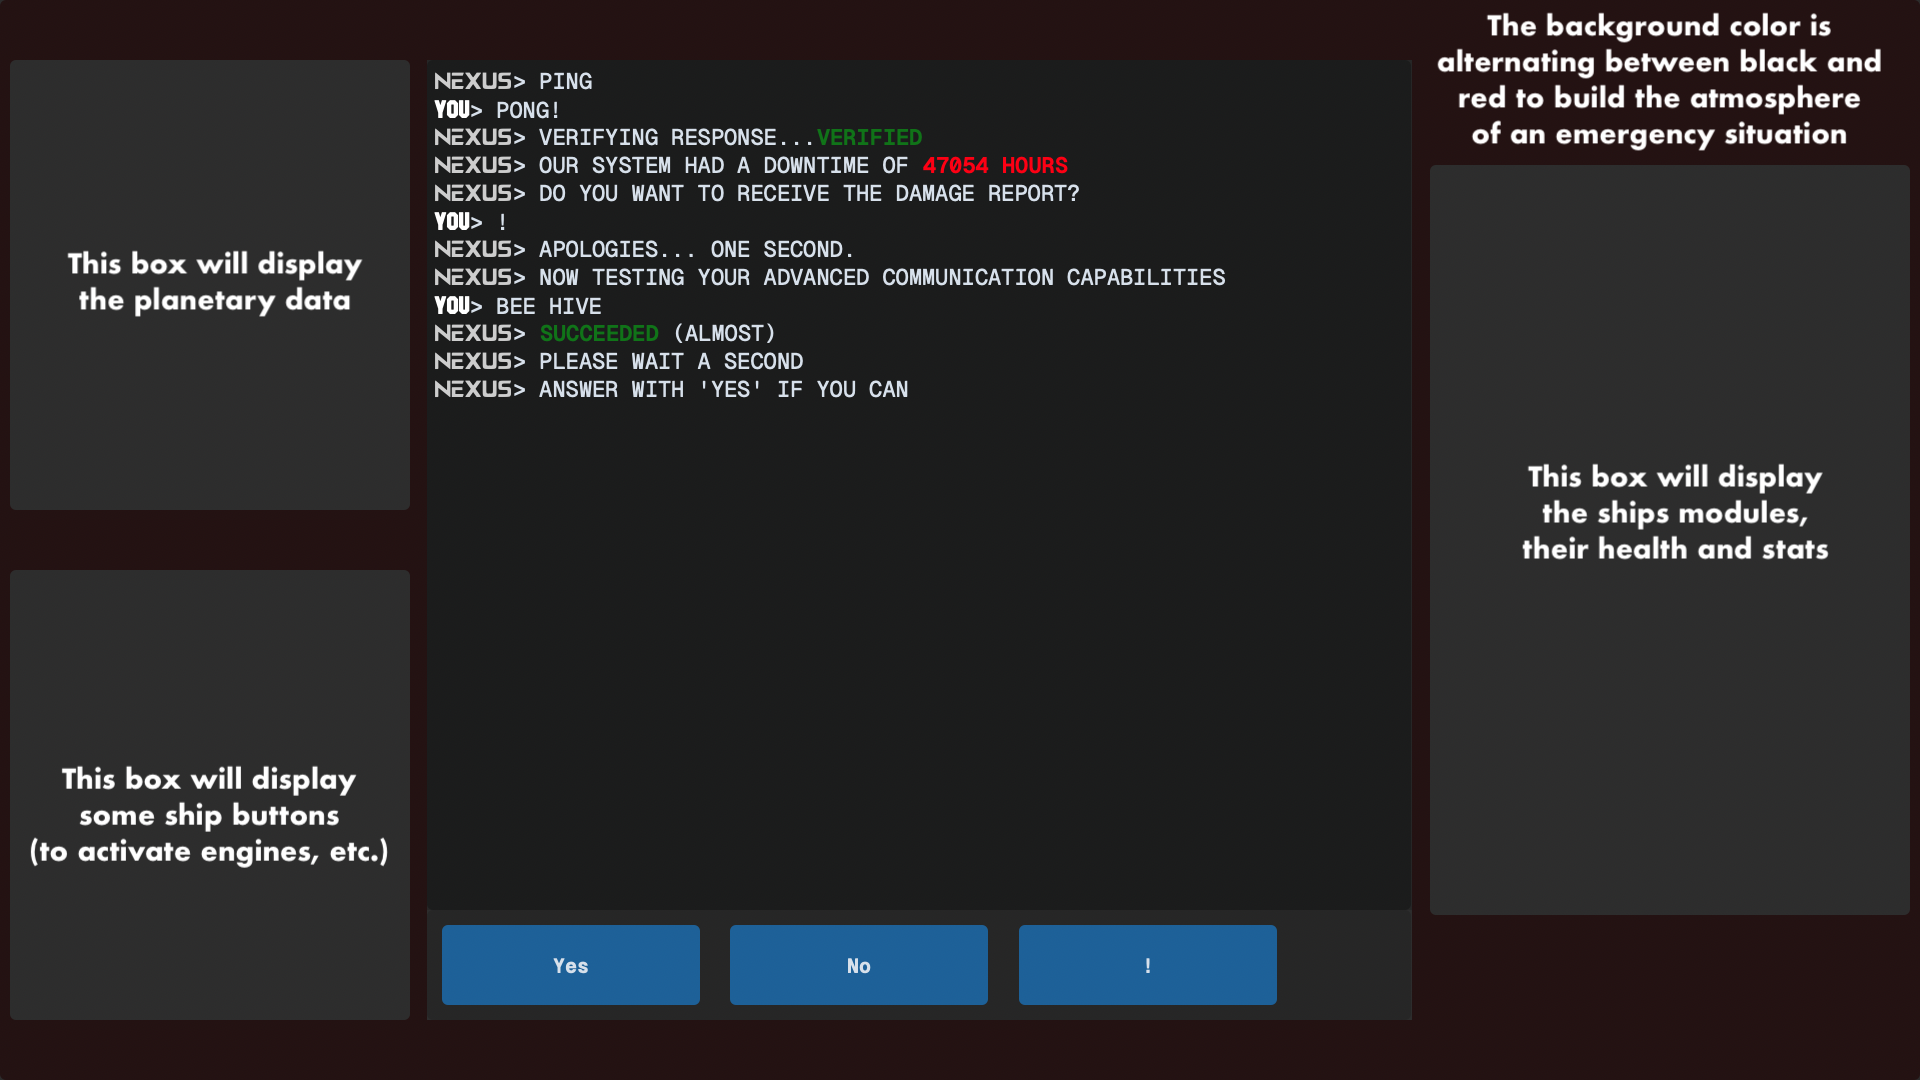 The background color is
alternating between black and
red to build the atmosphere
of an emergency situation
This box will display
the planetary data
NEXUS> PING
YOU> PONG!
NEXUS> VERIFYING RESPONSE...VERIFIED
NEXUS> OUR SYSTEM HAD A DOWNTIME OF 47054 HOURS
NEXUS> DO YOU WANT TO RECEIVE THE DAMAGE REPORT?
YOU> !
NEXUS> APOLOGIES... ONE SECOND.
NEXUS> NOW TESTING YOUR ADVANCED COMMUNICATION CAPABILITIES
YOU> BEE HIVE
NEXUS> SUCCEEDED (ALMOST)
NEXUS> PLEASE WAIT A SECOND
NEXUS> ANSWER WITH 'YES' IF YOU CAN
This box will display
the ships modules,
their health and stats
This box will display
some ship buttons
(to activate engines, etc.)
Yes
No
!